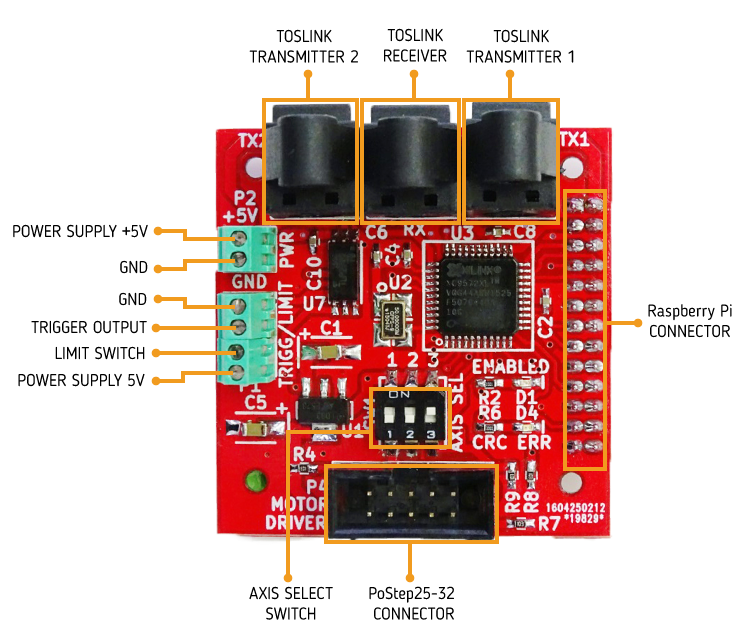 TOSLINK
TRANSMITTER 2
TOSLINK
RECEIVER
TOSLINK
TRANSMITTER 1
TX2
TX1
P2
+5V
POWER SUPPLY +5V
GND
PWR
GND
GND
TRIGGER OUTPUT
LIMIT SWITCH
POWER SUPPLY 5V
TRIGG/LIMIT
P1
C6
RX
U3
C8
C10
C4
U2
U7
XILINX
C2
C1
Raspberry Pi
CONNECTOR
1 2 3
ENABLED
R2 D1
R6 D4
CRC ERR
ON
1 2 3
AXIS SEL
C5
U1
R4
P4
MOTOR
DRIVER
R9
R8
R7
1604250212
*19829*
AXIS SELECT
SWITCH
PoStep25-32
CONNECTOR